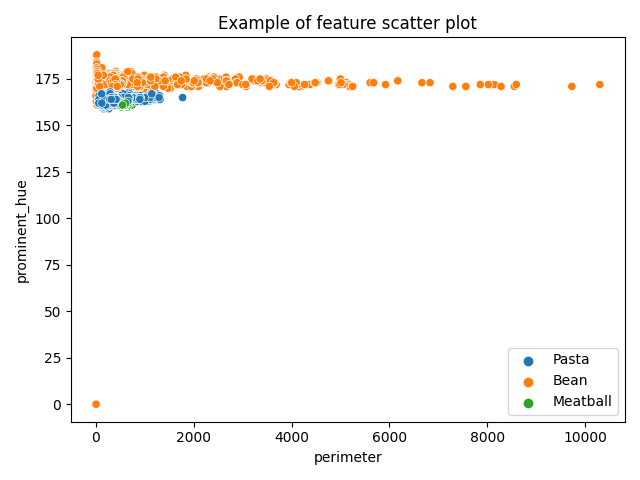 Example of feature scatter plot
prominent_hue
175
150
125
100
75
50
25
0
0 2000 4000 6000 8000 10000
perimeter
Pasta
Bean
Meatball